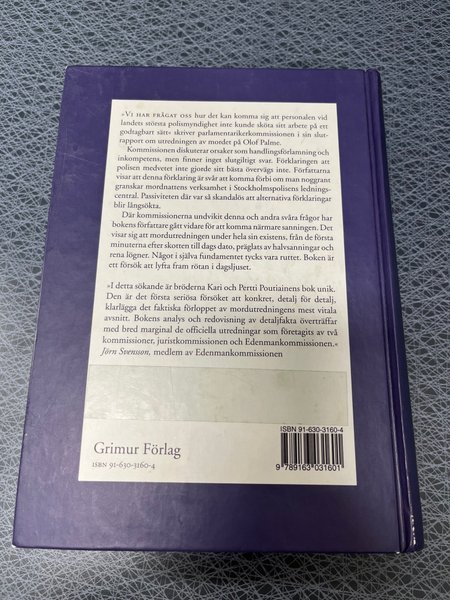 »VI HAR FRÅGAT OSS hur det kan komma sig att personalen vid
landets största polismyndighet inte kunde sköta sitt arbete på ett
godtagbart sätt» skriver parlamentarikerkommissionen i sin slut-
rapport om utredningen av mordet på Olof Palme.
Kommissionen diskuterar orsaker som handlingsförlamning och
inkompetens, men finner inget slutgiltigt svar. Förklaringen att
polisen medvetet inte gjorde sitt bästa övervägs inte. Författarna
visar att denna förklaring är svår att komma förbi om man noggrant
granskar mordnattens verksamhet i Stockholmspolisens lednings-
central. Passiviteten där var så skandalös att alternativa förklaringar
blir långsökta.
Där kommissionerna undvikit denna och andra svåra frågor har
bokens författare gått vidare för att komma närmare sanningen. Det
visar sig att mordutredningen under hela sin existens, från de första
minuterna efter skotten till dags dato, präglats av halvsanningar och
rena lögner. Något i själva fundamentet tycks vara ruttet. Boken är
ett försök att lyfta fram rötan i dagsljuset.
»I detta sökande är bröderna Kari och Pertti Poutiainens bok unik.
Den är det första seriösa försöket att konkret, detalj för detalj,
klarlägga det faktiska förloppet av mordutredningens mest vitala
avsnitt. Bokens analys och redovisning av detaljfakta överträffar
med bred marginal de officiella utredningar som företagits av två
kommissioner, juristkommissionen och Edenmankommissionen.«
Jörn Svensson, medlem av Edenmankommissionen
ISBN 91-630-3160-4
Grimur Förlag
ISBN 91-630-3160-4
9 789163 031601